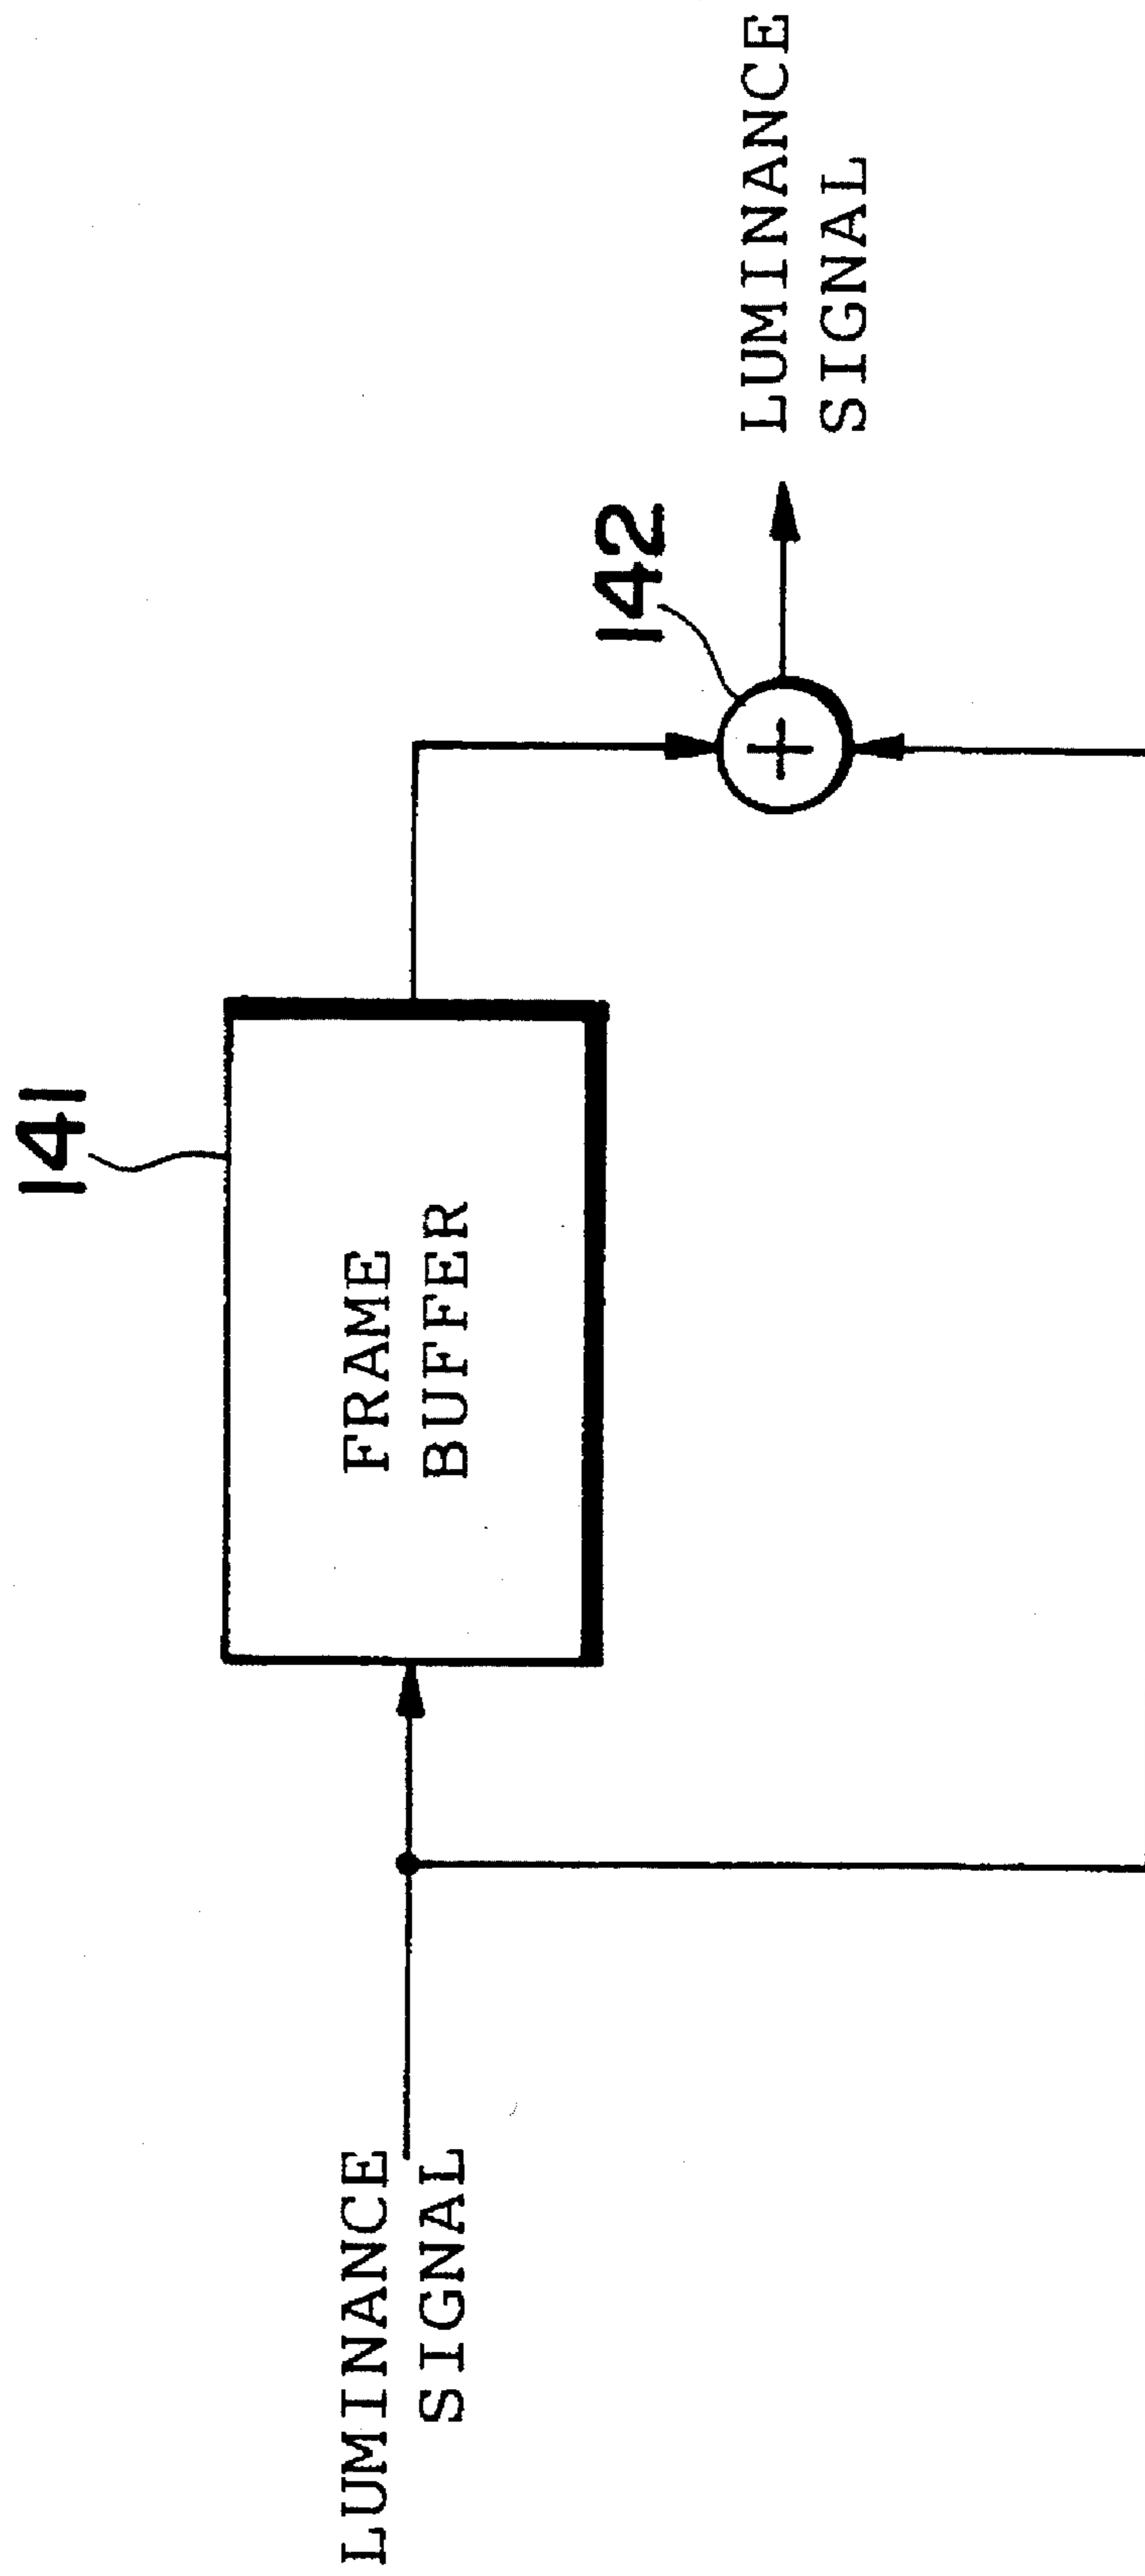 141
FRAME
BUFFER
142
LUMINANCE
SIGNAL
LUMINANCE
SIGNAL